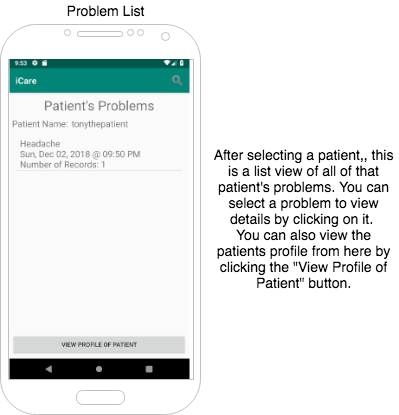 Problem List
9:53
iCare
Patient's Problems
Patient Name: tonythepatient
Headache
Sun, Dec 02, 2018 @ 09:50 PM
Number of Records: 1
VIEW PROFILE OF PATIENT
After selecting a patient,, this
is a list view of all of that
patient's problems. You can
select a problem to view
details by clicking on it.
You can also view the
patients profile from here by
clicking the "View Profile of
Patient" button.